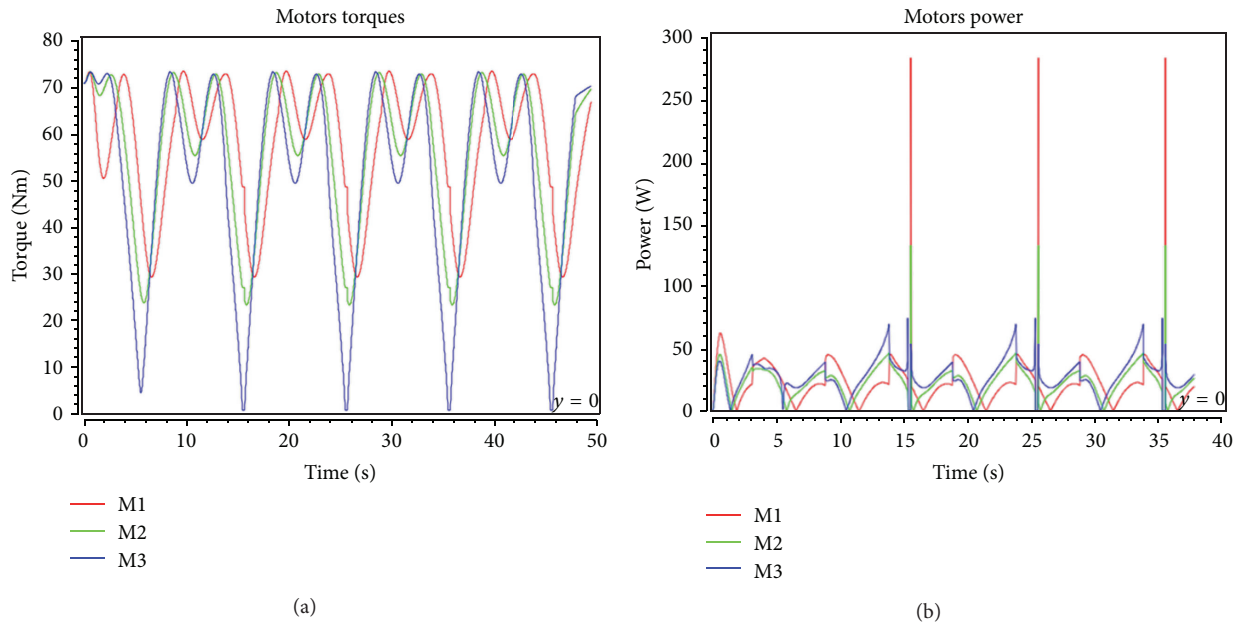 Motors torques
80
70
60
50
40
30
20
10
0
Torque (Nm)
y = 0
0 10 20 30 40 50
Time (s)
M1
M2
M3
(a)
Motors power
300
250
200
150
100
50
0
Power (W)
y = 0
0 5 10 15 20 25 30 35 40
Time (s)
M1
M2
M3
(b)